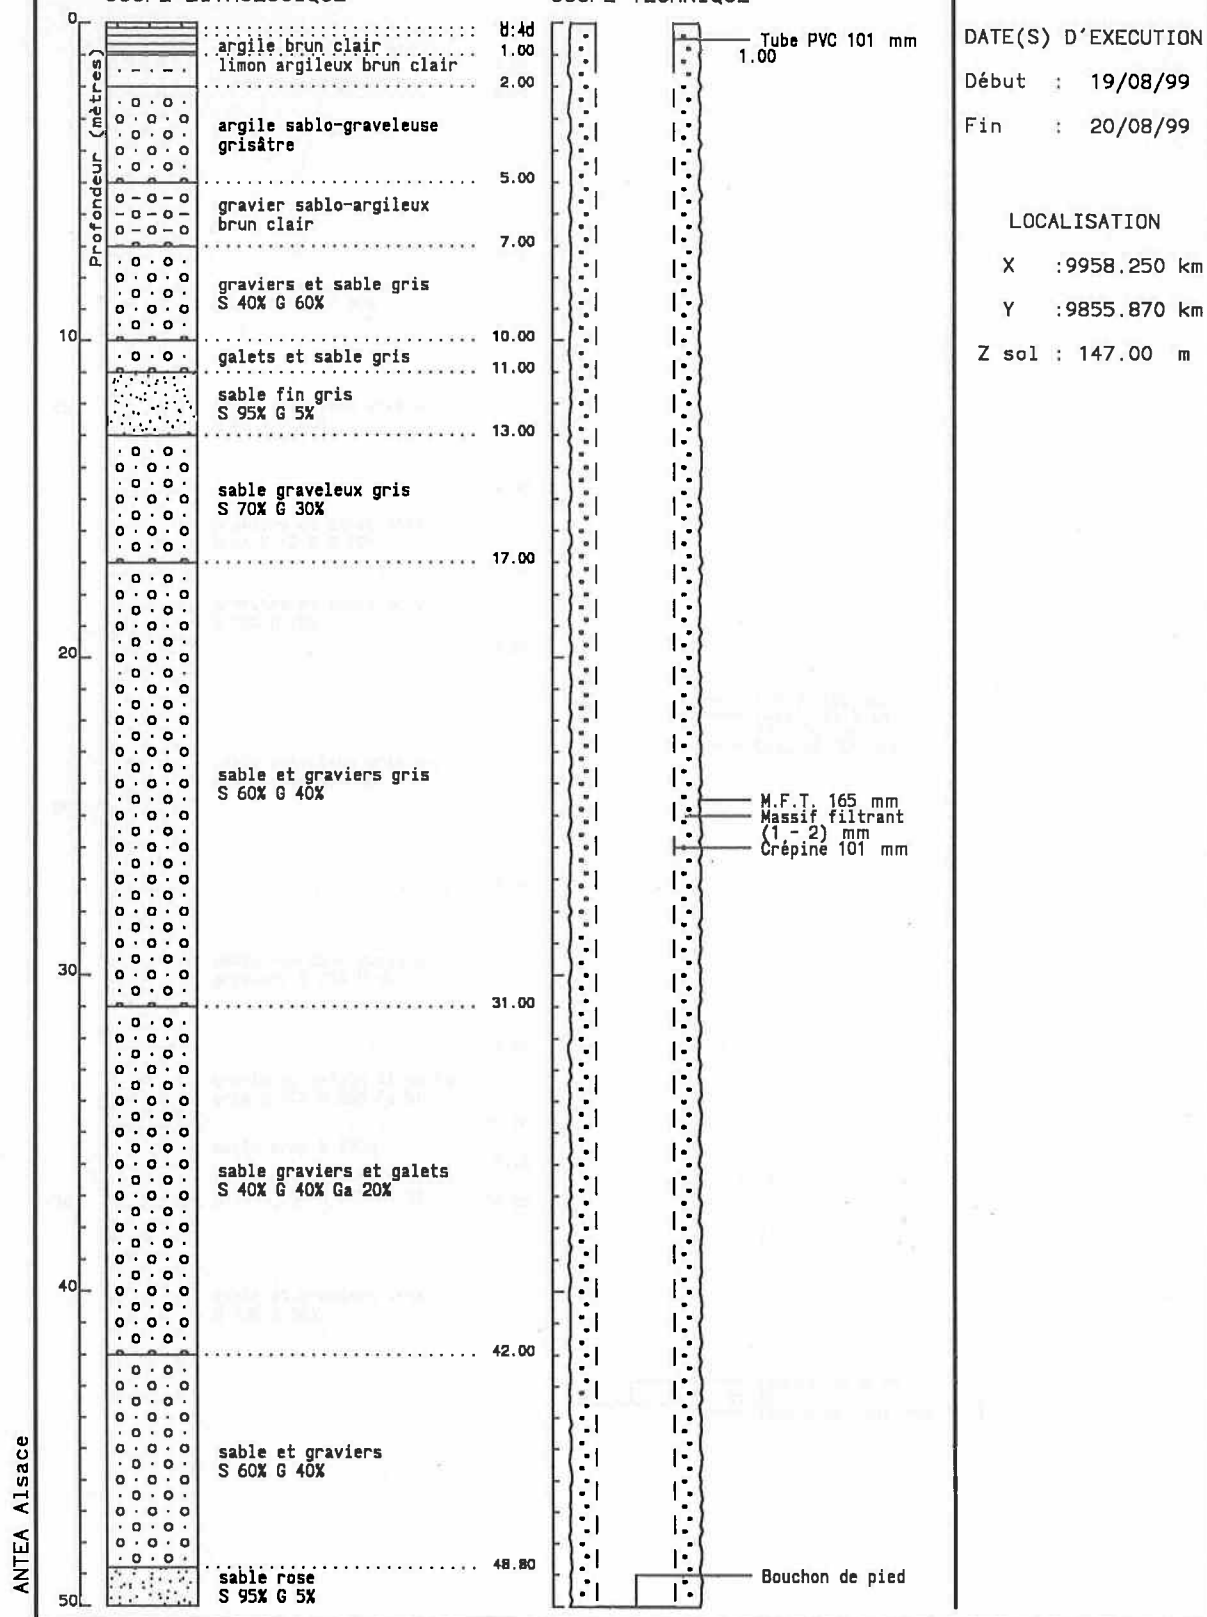 0
argile brun clair
1.00
limon argileux brun clair
2.00
argile sablo-graveleuse
grisâtre
5.00
gravier sablo-argileux
brun clair
7.00
graviers et sable gris
S 40% G 60%
10
10.00
galets et sable gris
11.00
sable fin gris
S 95% G 5%
13.00
sable graveleux gris
S 70% G 30%
17.00
20
sable et graviers gris
S 60% G 40%
30
31.00
sable graviers et galets
S 40% G 40% Ga 20%
40
42.00
sable et graviers
S 60% G 40%
48.80
sable rose
S 95% G 5%
50
Profondeur (mètres)
Tube PVC 101 mm
1.00
M.F.T. 165 mm
Massif filtrant
(1 - 2) mm
Crépine 101 mm
Bouchon de pied
DATE(S) D'EXECUTION
Début : 19/08/99
Fin : 20/08/99
LOCALISATION
X :9958.250 km
Y :9855.870 km
Z sol : 147.00 m
ANTEA Alsace